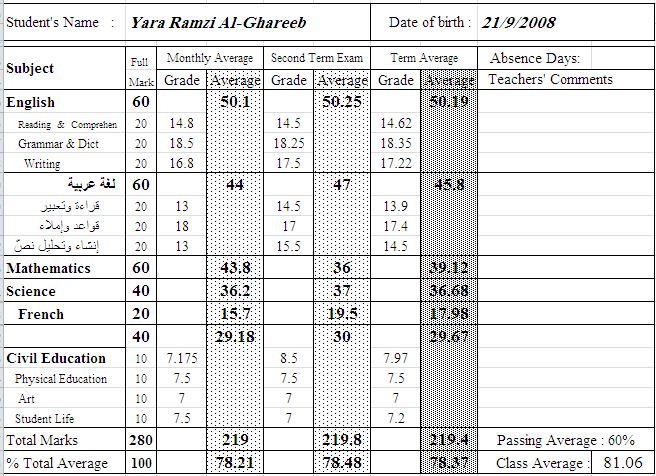 Student's Name : Yara Ramzi Al-Ghareeb Date of birth : 21/9/2008
Subject Full Mark Monthly Average Second Term Exam Term Average Absence Days:
Grade Average Grade Average Grade Average Teachers' Comments
English 60 50.1 50.25 50.19
Reading & Comprehen 20 14.8 14.5 14.62
Grammar & Dict 20 18.5 18.25 18.35
Writing 20 16.8 17.5 17.22
لغة عربية 60 44 47 45.8
قراءة وتعبير 20 13 14.5 13.9
قواعد وإملاء 20 18 17 17.4
إنشاء وتحليل نصّ 20 13 15.5 14.5
Mathematics 60 43.8 36 39.12
Science 40 36.2 37 36.68
French 20 15.7 19.5 17.98
40 29.18 30 29.67
Civil Education 10 7.175 8.5 7.97
Physical Education 10 7.5 7.5 7.5
Art 10 7 7 7
Student Life 10 7.5 7 7.2
Total Marks 280 219 219.8 219.4 Passing Average : 60%
% Total Average 100 78.21 78.48 78.37 Class Average : 81.06